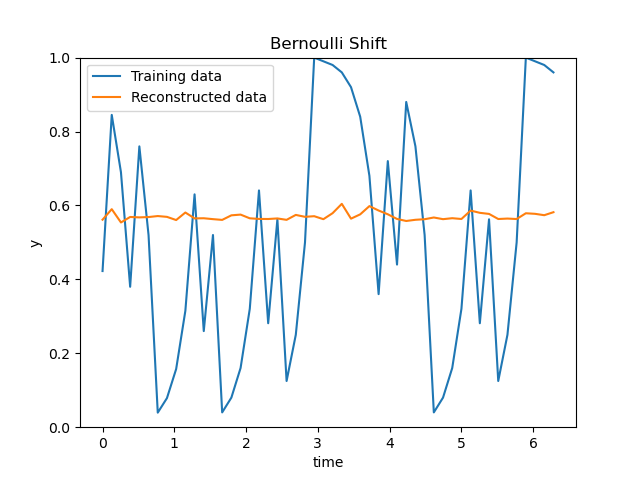 Bernoulli Shift
Training data
Reconstructed data
1.0
0.8
0.6
0.4
0.2
0.0
y
0 1 2 3 4 5 6
time